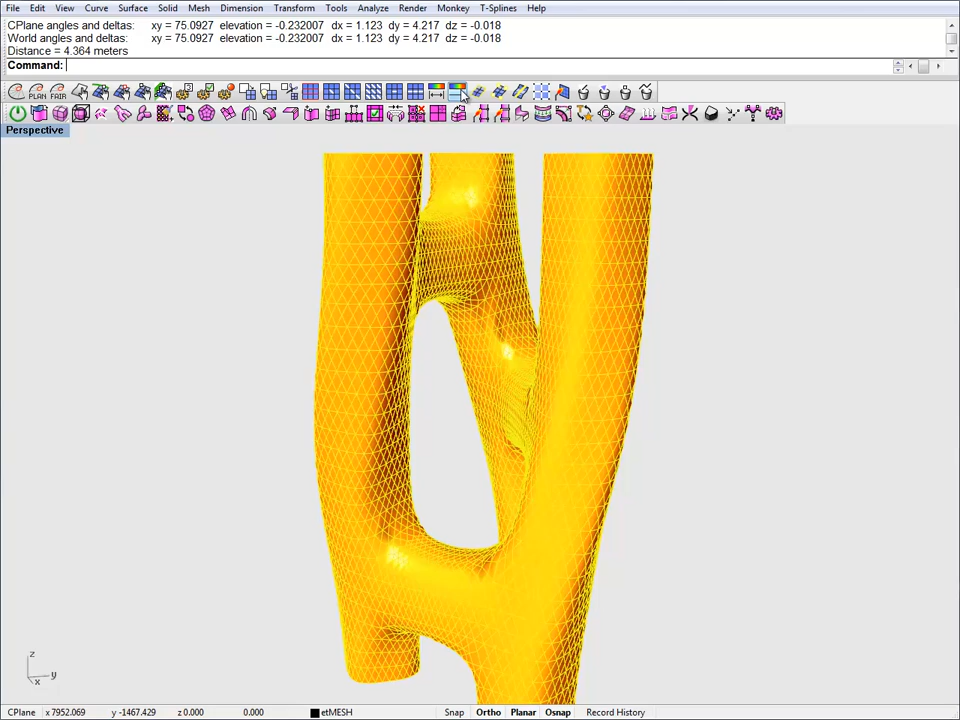 File Edit View Curve Surface Solid Mesh Dimension Transform Tools Analyze Render Monkey T-Splines Help
CPlane angles and deltas: xy = 75.0927 elevation = -0.232007 dx = 1.123 dy = 4.217 dz = -0.018
World angles and deltas: xy = 75.0927 elevation = -0.232007 dx = 1.123 dy = 4.217 dz = -0.018
Distance = 4.364 meters
Command:
PLAN FAIR
Perspective
z
y
x
CPlane x 7952.069 y -1467.429 z 0.000 0.000 etMESH Snap Ortho Planar Osnap Record History